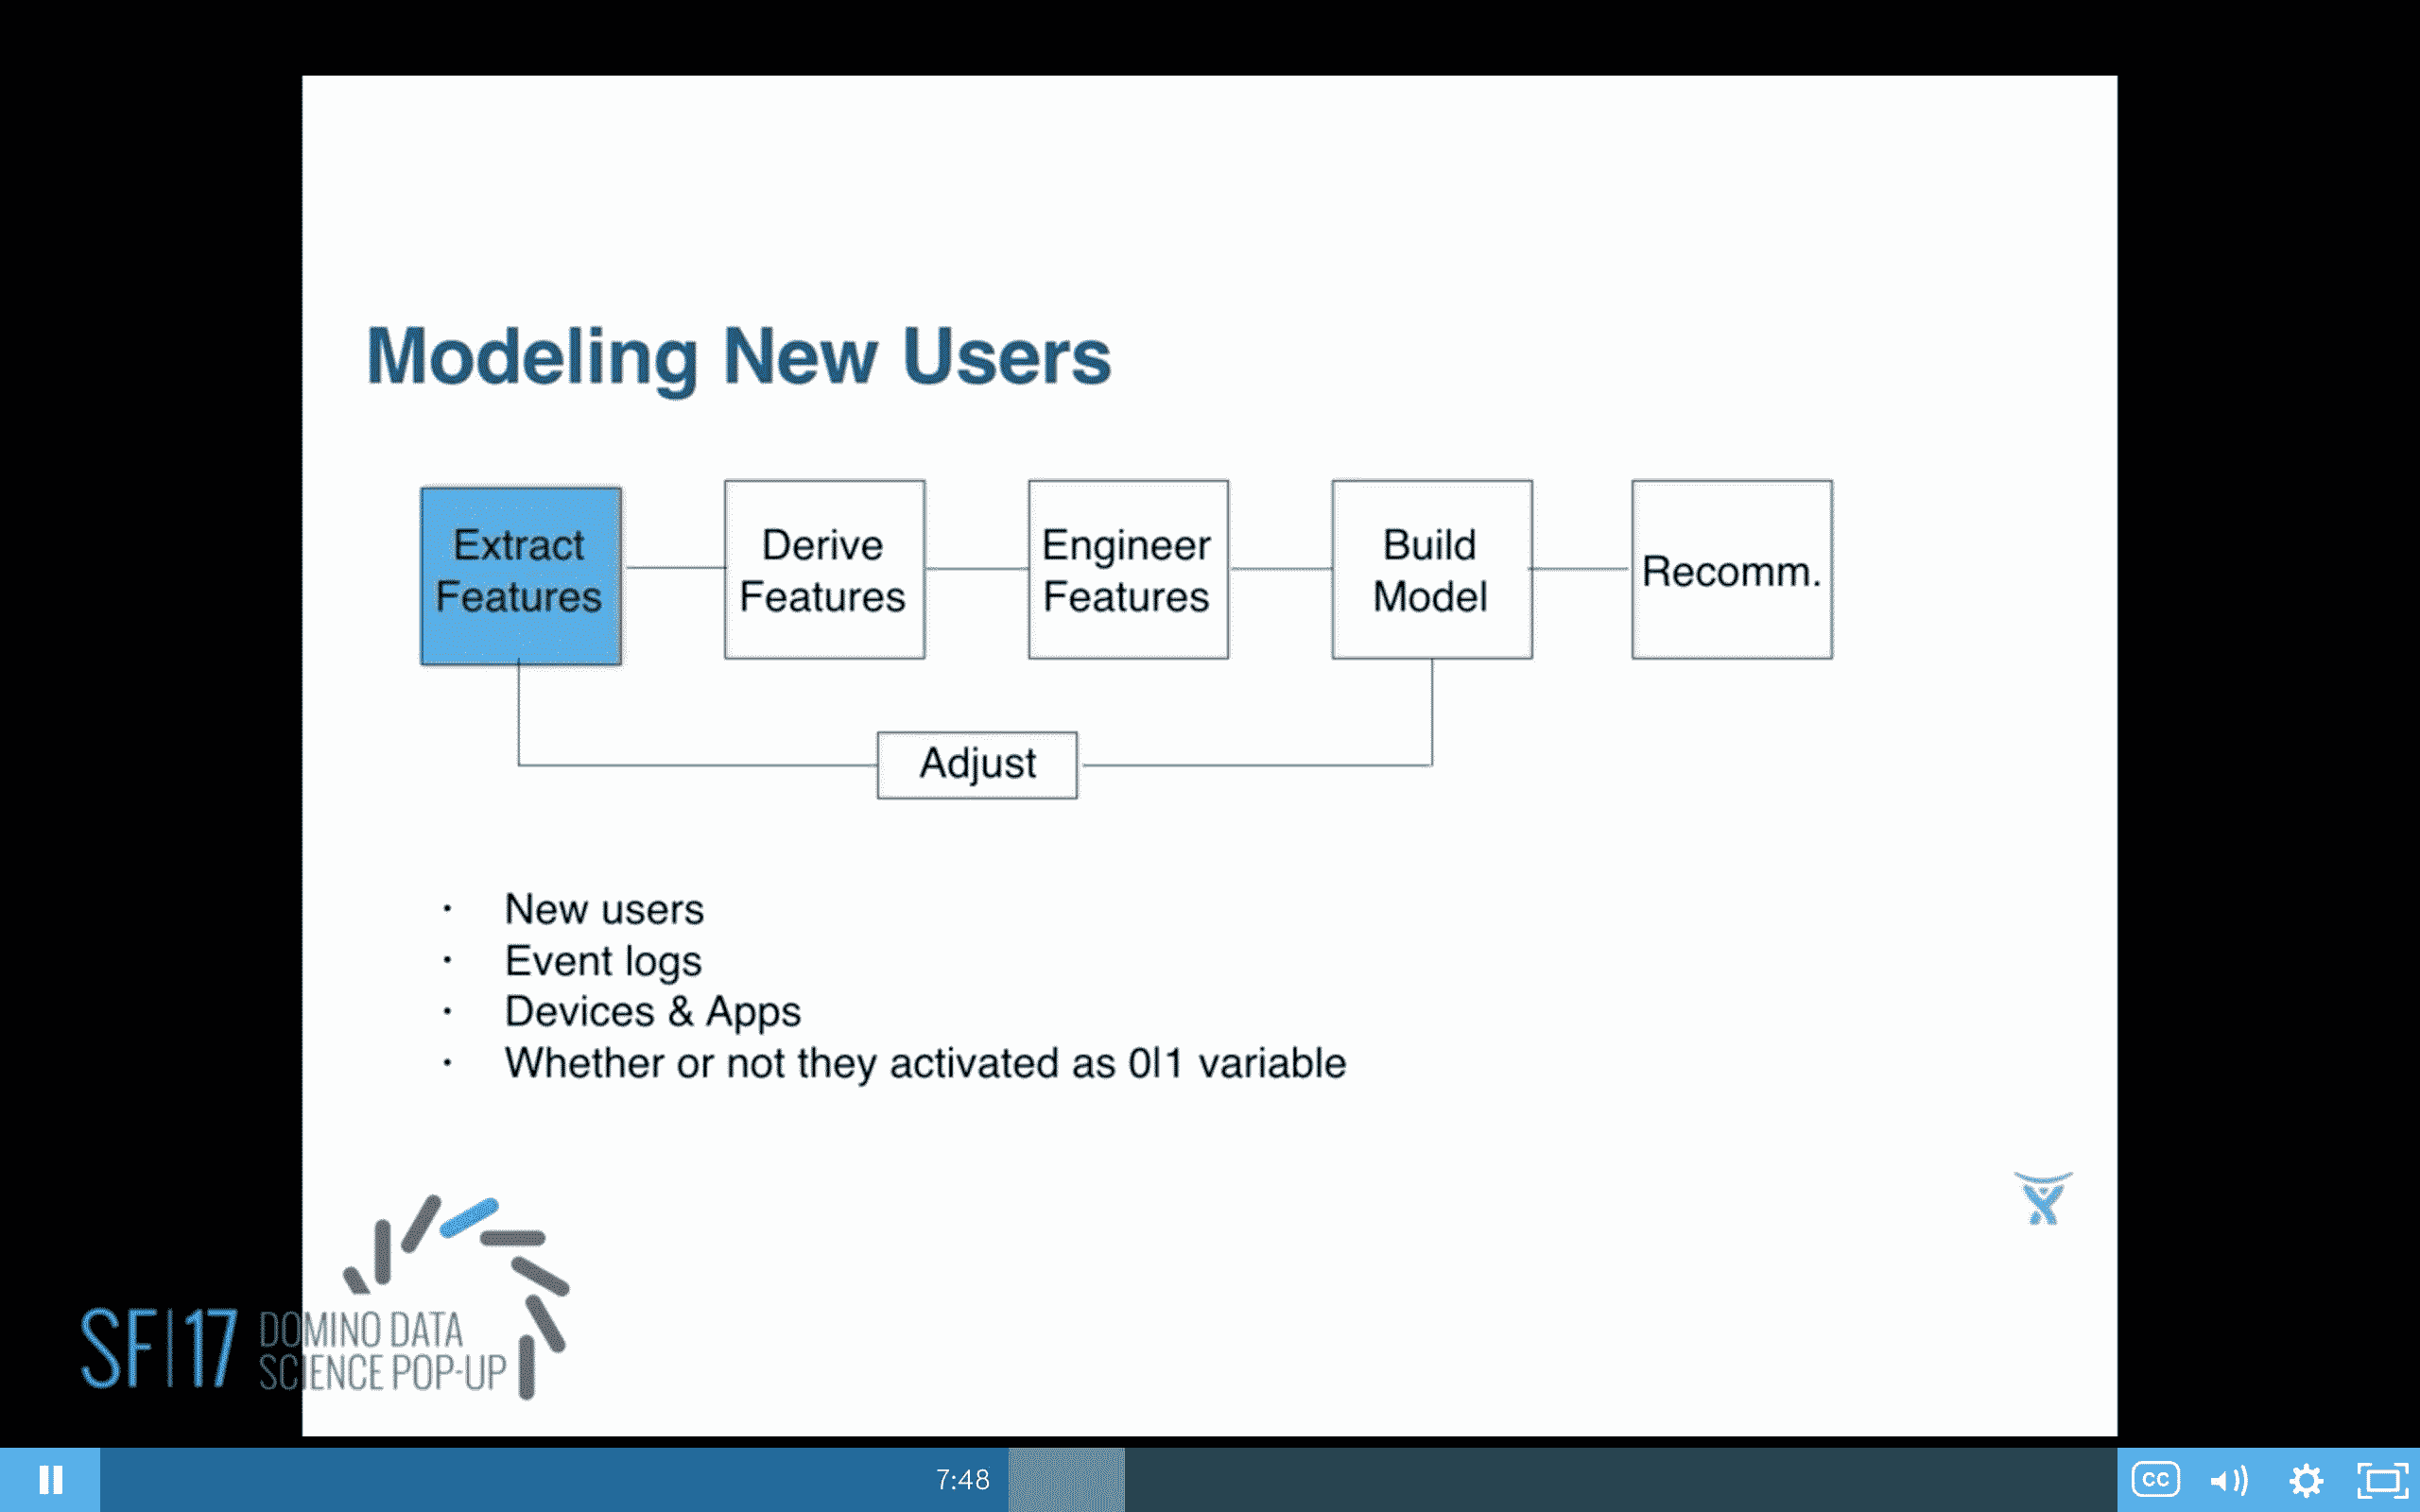 Modeling New Users
Extract
Features
Derive
Features
Engineer
Features
Build
Model
Recomm.
Adjust
· New users
· Event logs
· Devices & Apps
· Whether or not they activated as 0|1 variable
SF|17
DOMINO DATA
SCIENCE POP-UP
7:48
CC